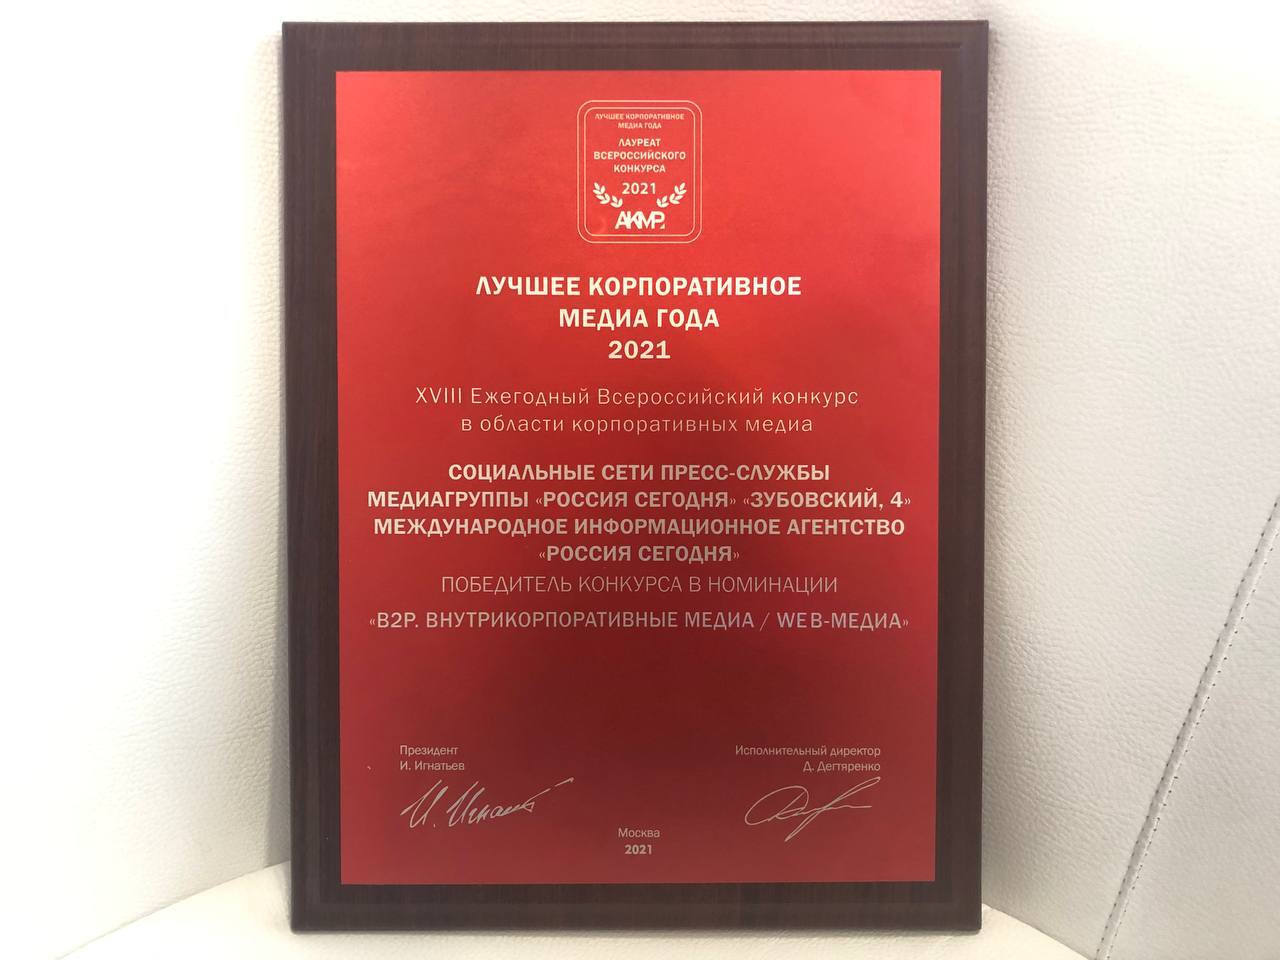 ЛУЧШЕЕ КОРПОРАТИВНОЕ
МЕДИА ГОДА
ЛАУРЕАТ
ВСЕРОССИЙСКОГО
КОНКУРСА
2021
АКМР
ЛУЧШЕЕ КОРПОРАТИВНОЕ
МЕДИА ГОДА
2021
XVIII Ежегодный Всероссийский конкурс
в области корпоративных медиа
СОЦИАЛЬНЫЕ СЕТИ ПРЕСС-СЛУЖБЫ
МЕДИАГРУППЫ «РОССИЯ СЕГОДНЯ» «ЗУБОВСКИЙ, 4»
МЕЖДУНАРОДНОЕ ИНФОРМАЦИОННОЕ АГЕНТСТВО
«РОССИЯ СЕГОДНЯ»
ПОБЕДИТЕЛЬ КОНКУРСА В НОМИНАЦИИ
«B2P. ВНУТРИКОРПОРАТИВНЫЕ МЕДИА / WEB-МЕДИА»
Президент
И. Игнатьев
Исполнительный директор
Д. Дегтяренко
Москва
2021